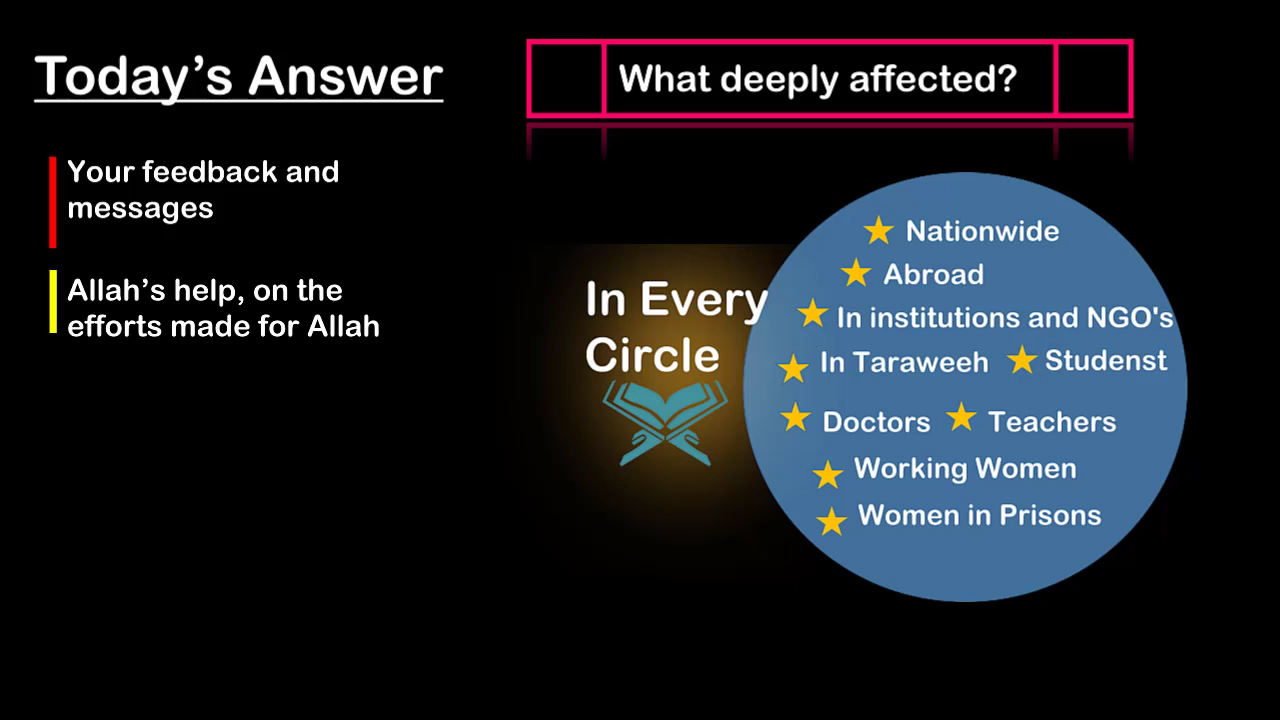 Today’s Answer
What deeply affected?
Your feedback and
messages
Allah’s help, on the
efforts made for Allah
In Every
Circle
Nationwide
Abroad
In institutions and NGO's
In Taraweeh
Studenst
Doctors
Teachers
Working Women
Women in Prisons